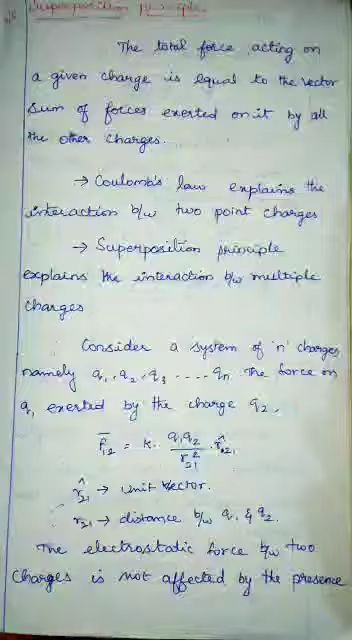 Superposition principle
The total force acting on
a given charge is equal to the vector
sum of forces exerted on it by all
the other charges.
→ Coulomb's law explains the
interaction b/w two point charges
→ Superposition principle
explains the interaction b/w multiple
charges
Consider a system of 'n' charges,
namely q₁, q₂, q₃ ---- qn. The force on
q₁ exerted by the charge q₂,
F̅₁₂ = K. q₁q₂ / r₂₁² . r̂₂₁
r̂₂₁ → unit vector.
r₂₁ → distance b/w q₁ & q₂.
The electrostatic force b/w two
charges is not affected by the presence